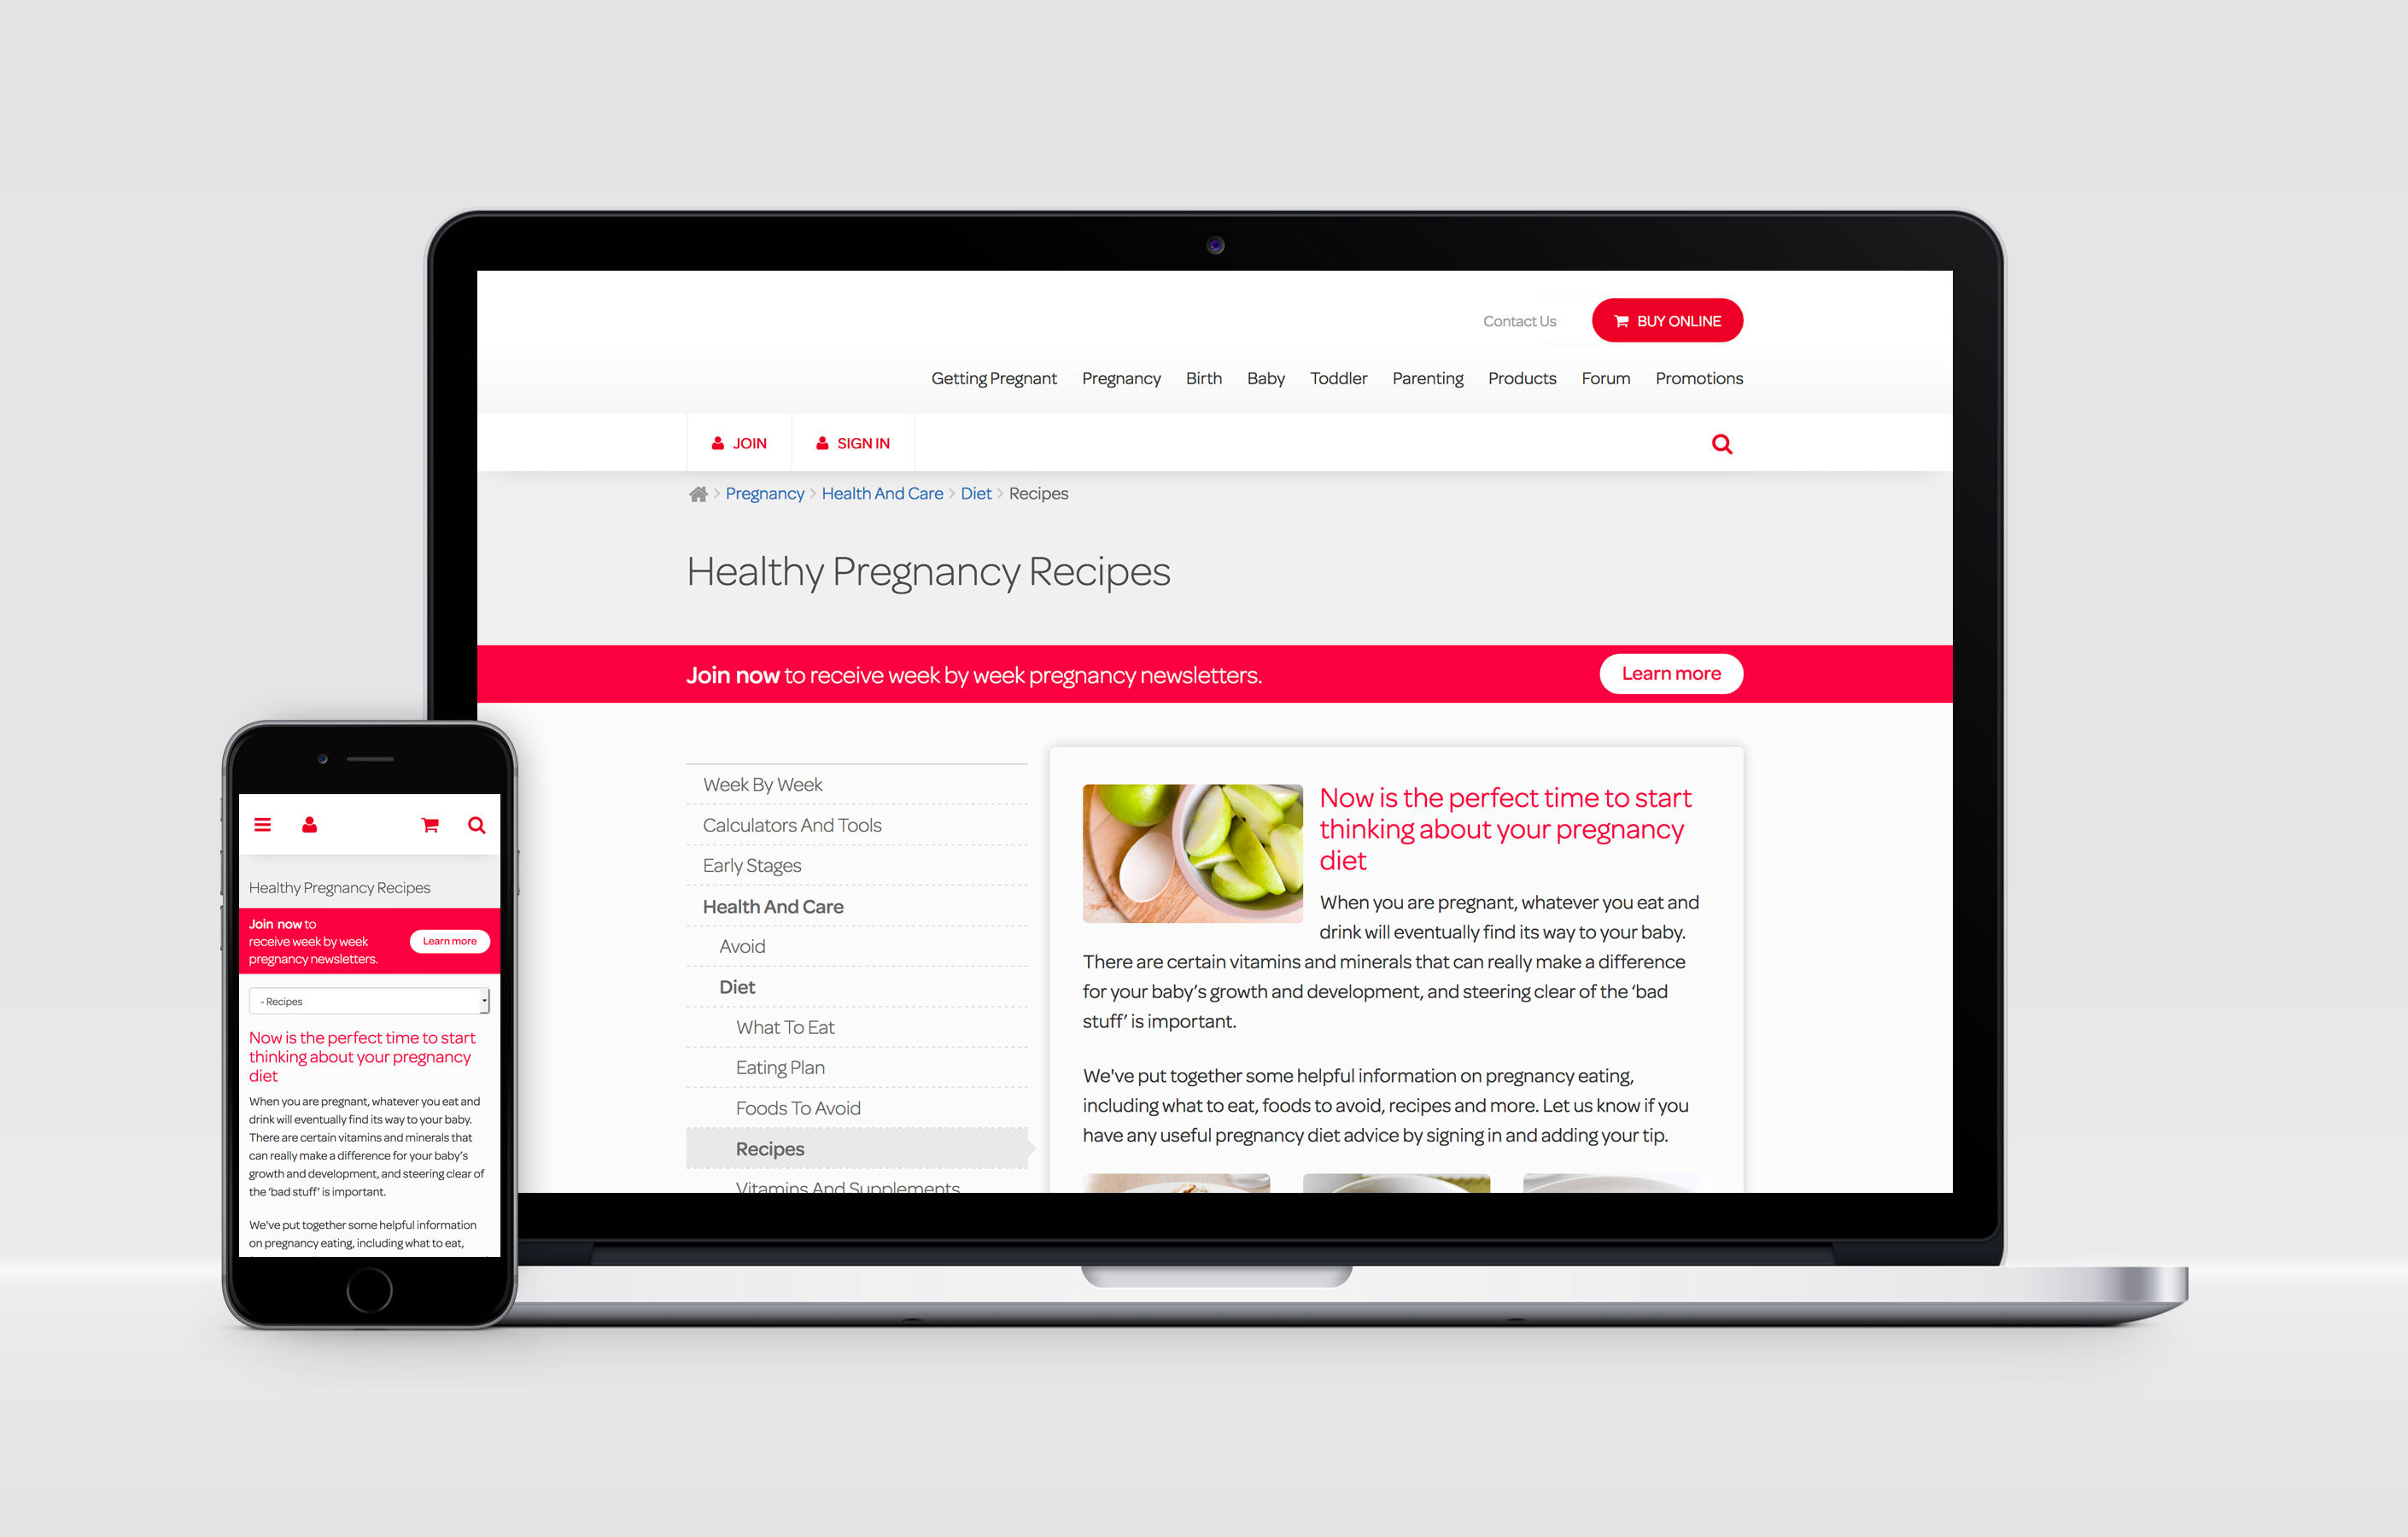 Contact Us
BUY ONLINE
Getting Pregnant Pregnancy Birth Baby Toddler Parenting Products Forum Promotions
JOIN SIGN IN
Pregnancy Health And Care Diet Recipes
Healthy Pregnancy Recipes
Join now to receive week by week pregnancy newsletters.
Learn more
Week By Week
Calculators And Tools
Early Stages
Health And Care
Avoid
Diet
What To Eat
Eating Plan
Foods To Avoid
Recipes
Vitamins And Supplements
Now is the perfect time to start
thinking about your pregnancy
diet
When you are pregnant, whatever you eat and
drink will eventually find its way to your baby.
There are certain vitamins and minerals that can really make a difference
for your baby’s growth and development, and steering clear of the ‘bad
stuff’ is important.
We've put together some helpful information on pregnancy eating,
including what to eat, foods to avoid, recipes and more. Let us know if you
have any useful pregnancy diet advice by signing in and adding your tip.
Healthy Pregnancy Recipes
Join now to
receive week by week
pregnancy newsletters.
Learn more
- Recipes
Now is the perfect time to start
thinking about your pregnancy
diet
When you are pregnant, whatever you eat and
drink will eventually find its way to your baby.
There are certain vitamins and minerals that
can really make a difference for your baby’s
growth and development, and steering clear of
the ‘bad stuff’ is important.
We've put together some helpful information
on pregnancy eating, including what to eat,